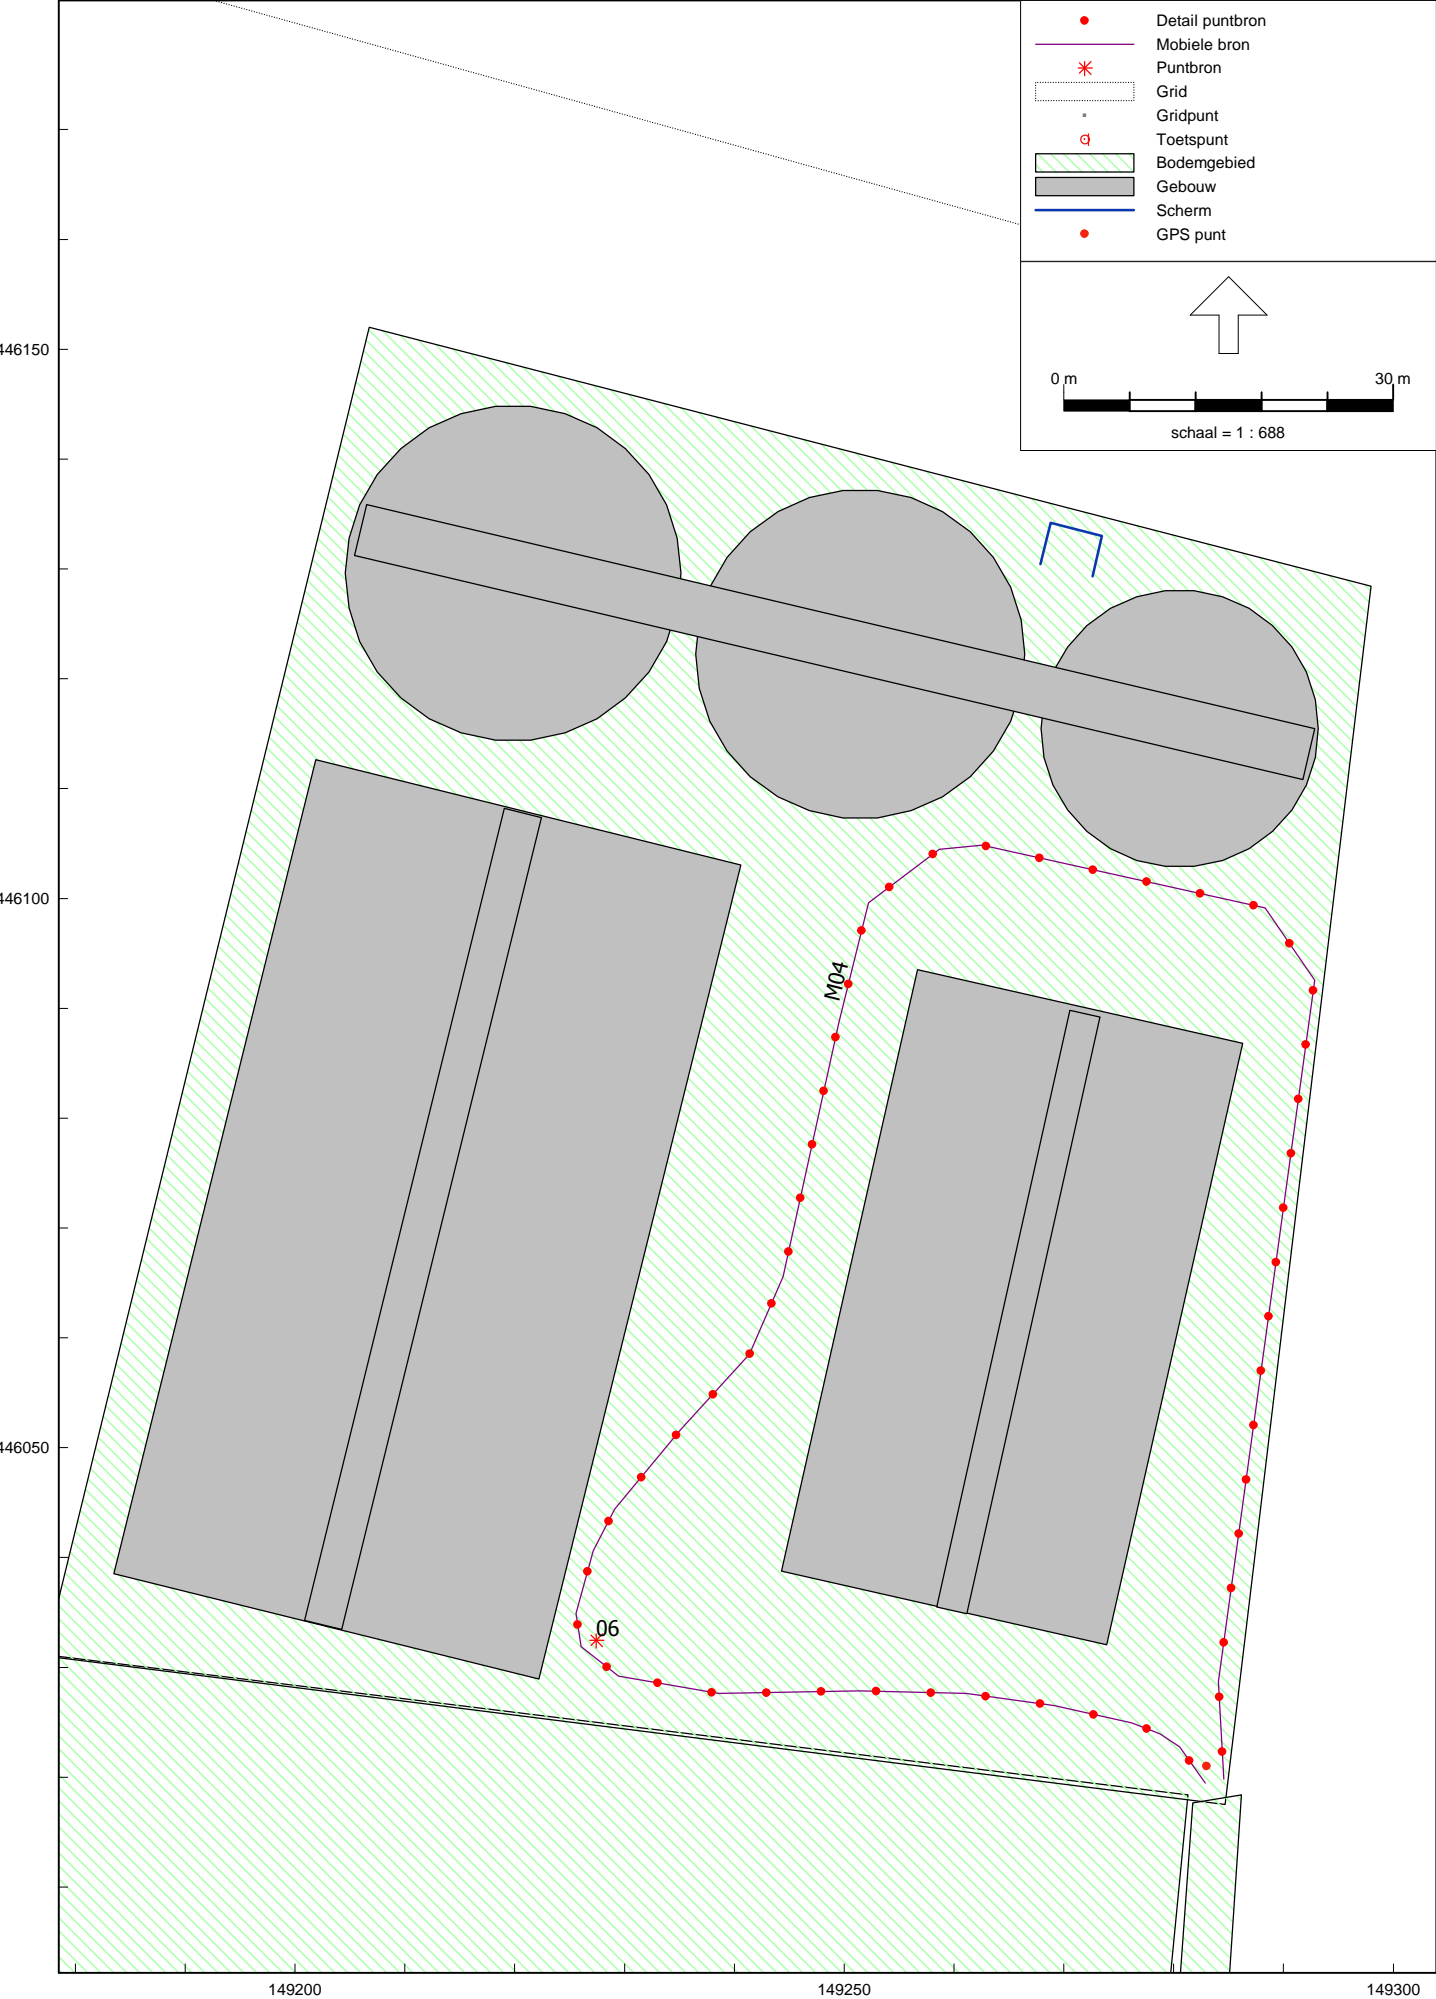 Detail puntbron
Mobiele bron
Puntbron
Grid
Gridpunt
Toetspunt
Bodemgebied
Gebouw
Scherm
GPS punt
0 m 30 m
schaal = 1 : 688
446150
446100
M04
446050
06
149200 149250 149300